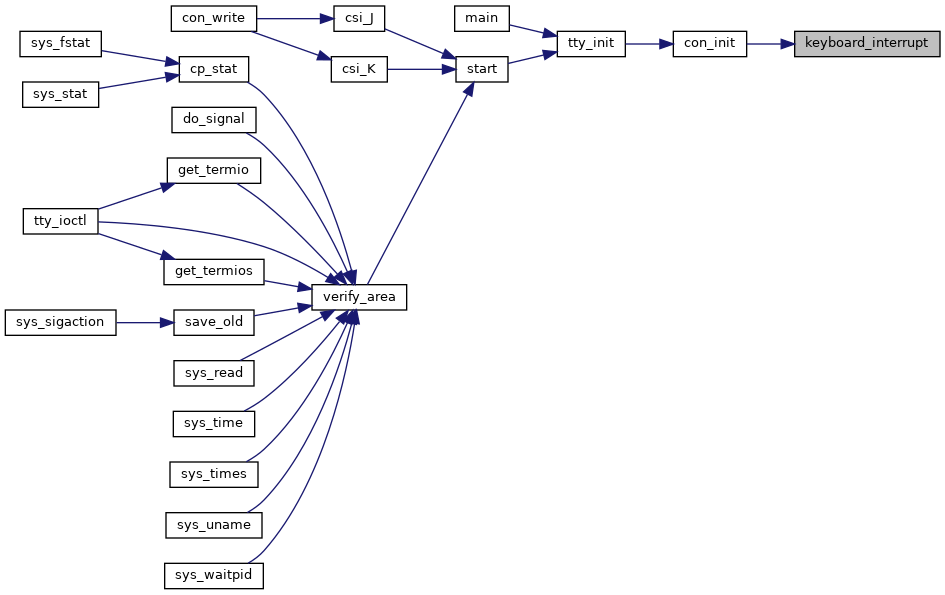 con_write
csi_J
main
sys_fstat
tty_init
con_init
keyboard_interrupt
cp_stat
csi_K
start
sys_stat
do_signal
get_termio
tty_ioctl
get_termios
verify_area
sys_sigaction
save_old
sys_read
sys_time
sys_times
sys_uname
sys_waitpid